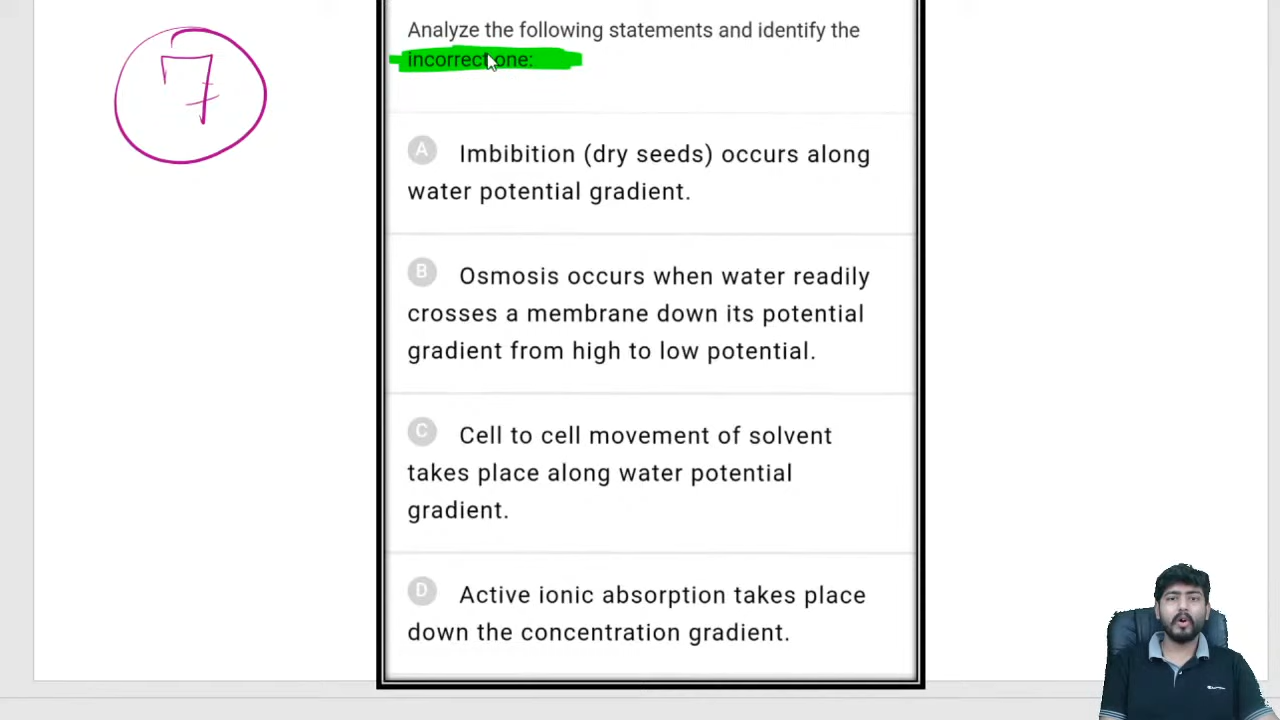 7
Analyze the following statements and identify the
incorrect one:
A Imbibition (dry seeds) occurs along
water potential gradient.
B Osmosis occurs when water readily
crosses a membrane down its potential
gradient from high to low potential.
C Cell to cell movement of solvent
takes place along water potential
gradient.
D Active ionic absorption takes place
down the concentration gradient.